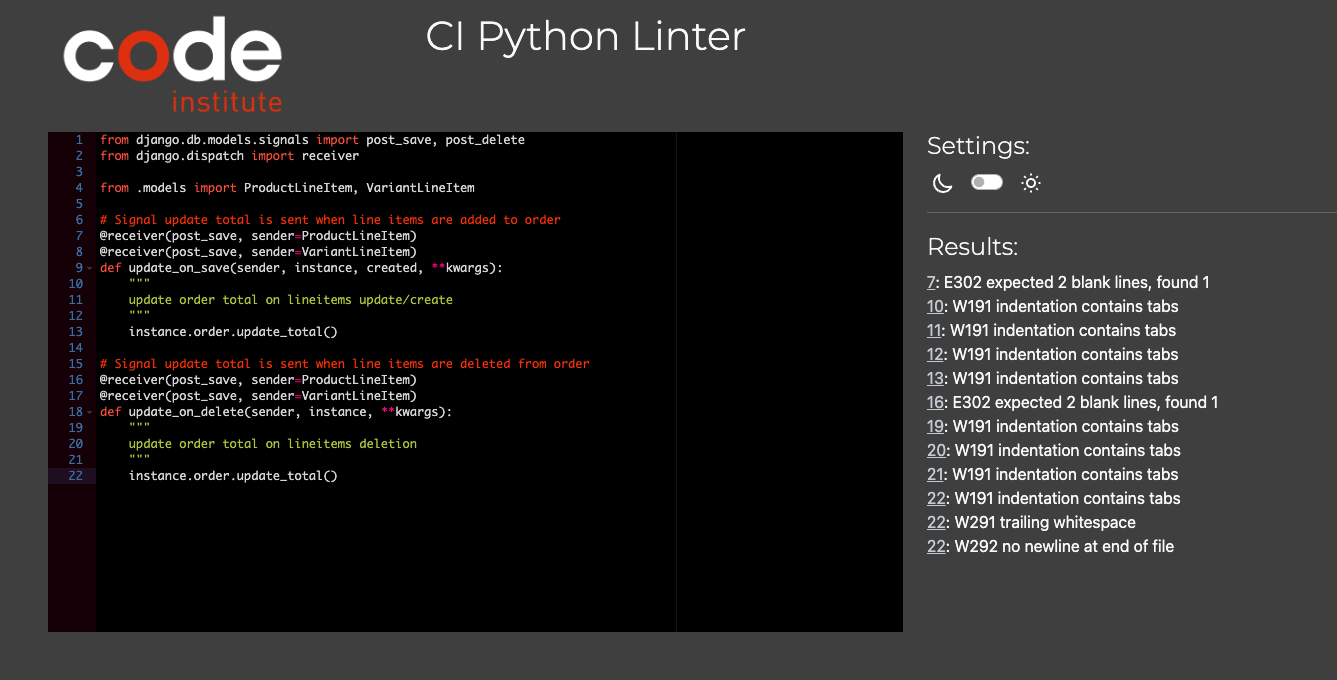 code
institute
CI Python Linter
1 from django.db.models.signals import post_save, post_delete
2 from django.dispatch import receiver
3
4 from .models import ProductLineItem, VariantLineItem
5
6 # Signal update total is sent when line items are added to order
7 @receiver(post_save, sender=ProductLineItem)
8 @receiver(post_save, sender=VariantLineItem)
9 def update_on_save(sender, instance, created, **kwargs):
10 """
11 update order total on lineitems update/create
12 """
13 instance.order.update_total()
14
15 # Signal update total is sent when line items are deleted from order
16 @receiver(post_save, sender=ProductLineItem)
17 @receiver(post_save, sender=VariantLineItem)
18 def update_on_delete(sender, instance, **kwargs):
19 """
20 update order total on lineitems deletion
21 """
22 instance.order.update_total()
Settings:
Results:
7: E302 expected 2 blank lines, found 1
10: W191 indentation contains tabs
11: W191 indentation contains tabs
12: W191 indentation contains tabs
13: W191 indentation contains tabs
16: E302 expected 2 blank lines, found 1
19: W191 indentation contains tabs
20: W191 indentation contains tabs
21: W191 indentation contains tabs
22: W191 indentation contains tabs
22: W291 trailing whitespace
22: W292 no newline at end of file